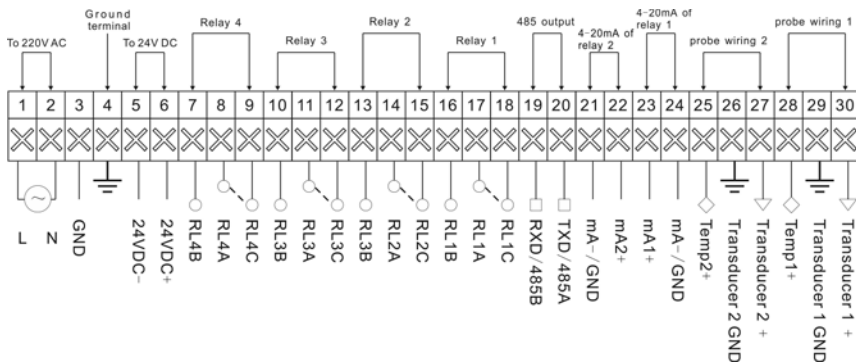 To 220V AC
Ground
terminal
To 24V DC
Relay 4
Relay 3
Relay 2
Relay 1
485 output
4-20mA of
relay 2
4-20mA of
relay 1
probe wiring 2
probe wiring 1
1 2 3 4 5 6 7 8 9 10 11 12 13 14 15 16 17 18 19 20 21 22 23 24 25 26 27 28 29 30
L N
GND
24VDC-
24VDC+
RL4B
RL4A
RL4C
RL3B
RL3A
RL3C
RL3B
RL2A
RL2C
RL1B
RL1A
RL1C
RXD/485B
TXD/485A
mA-/GND
mA2+
mA1+
mA-/GND
Temp2+
Transducer 2 GND
Transducer 2 +
Temp1+
Transducer 1 GND
Transducer 1 +